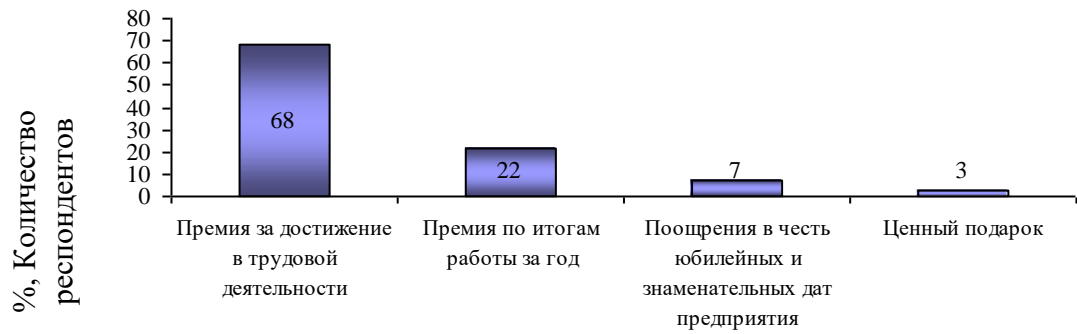 %, Количество
респондентов
80
70
60
50
40
30
20
10
0
68
22
7
3
Премия за достижение
в трудовой
деятельности
Премия по итогам
работы за год
Поощрения в честь
юбилейных и
знаменательных дат
предприятия
Ценный подарок